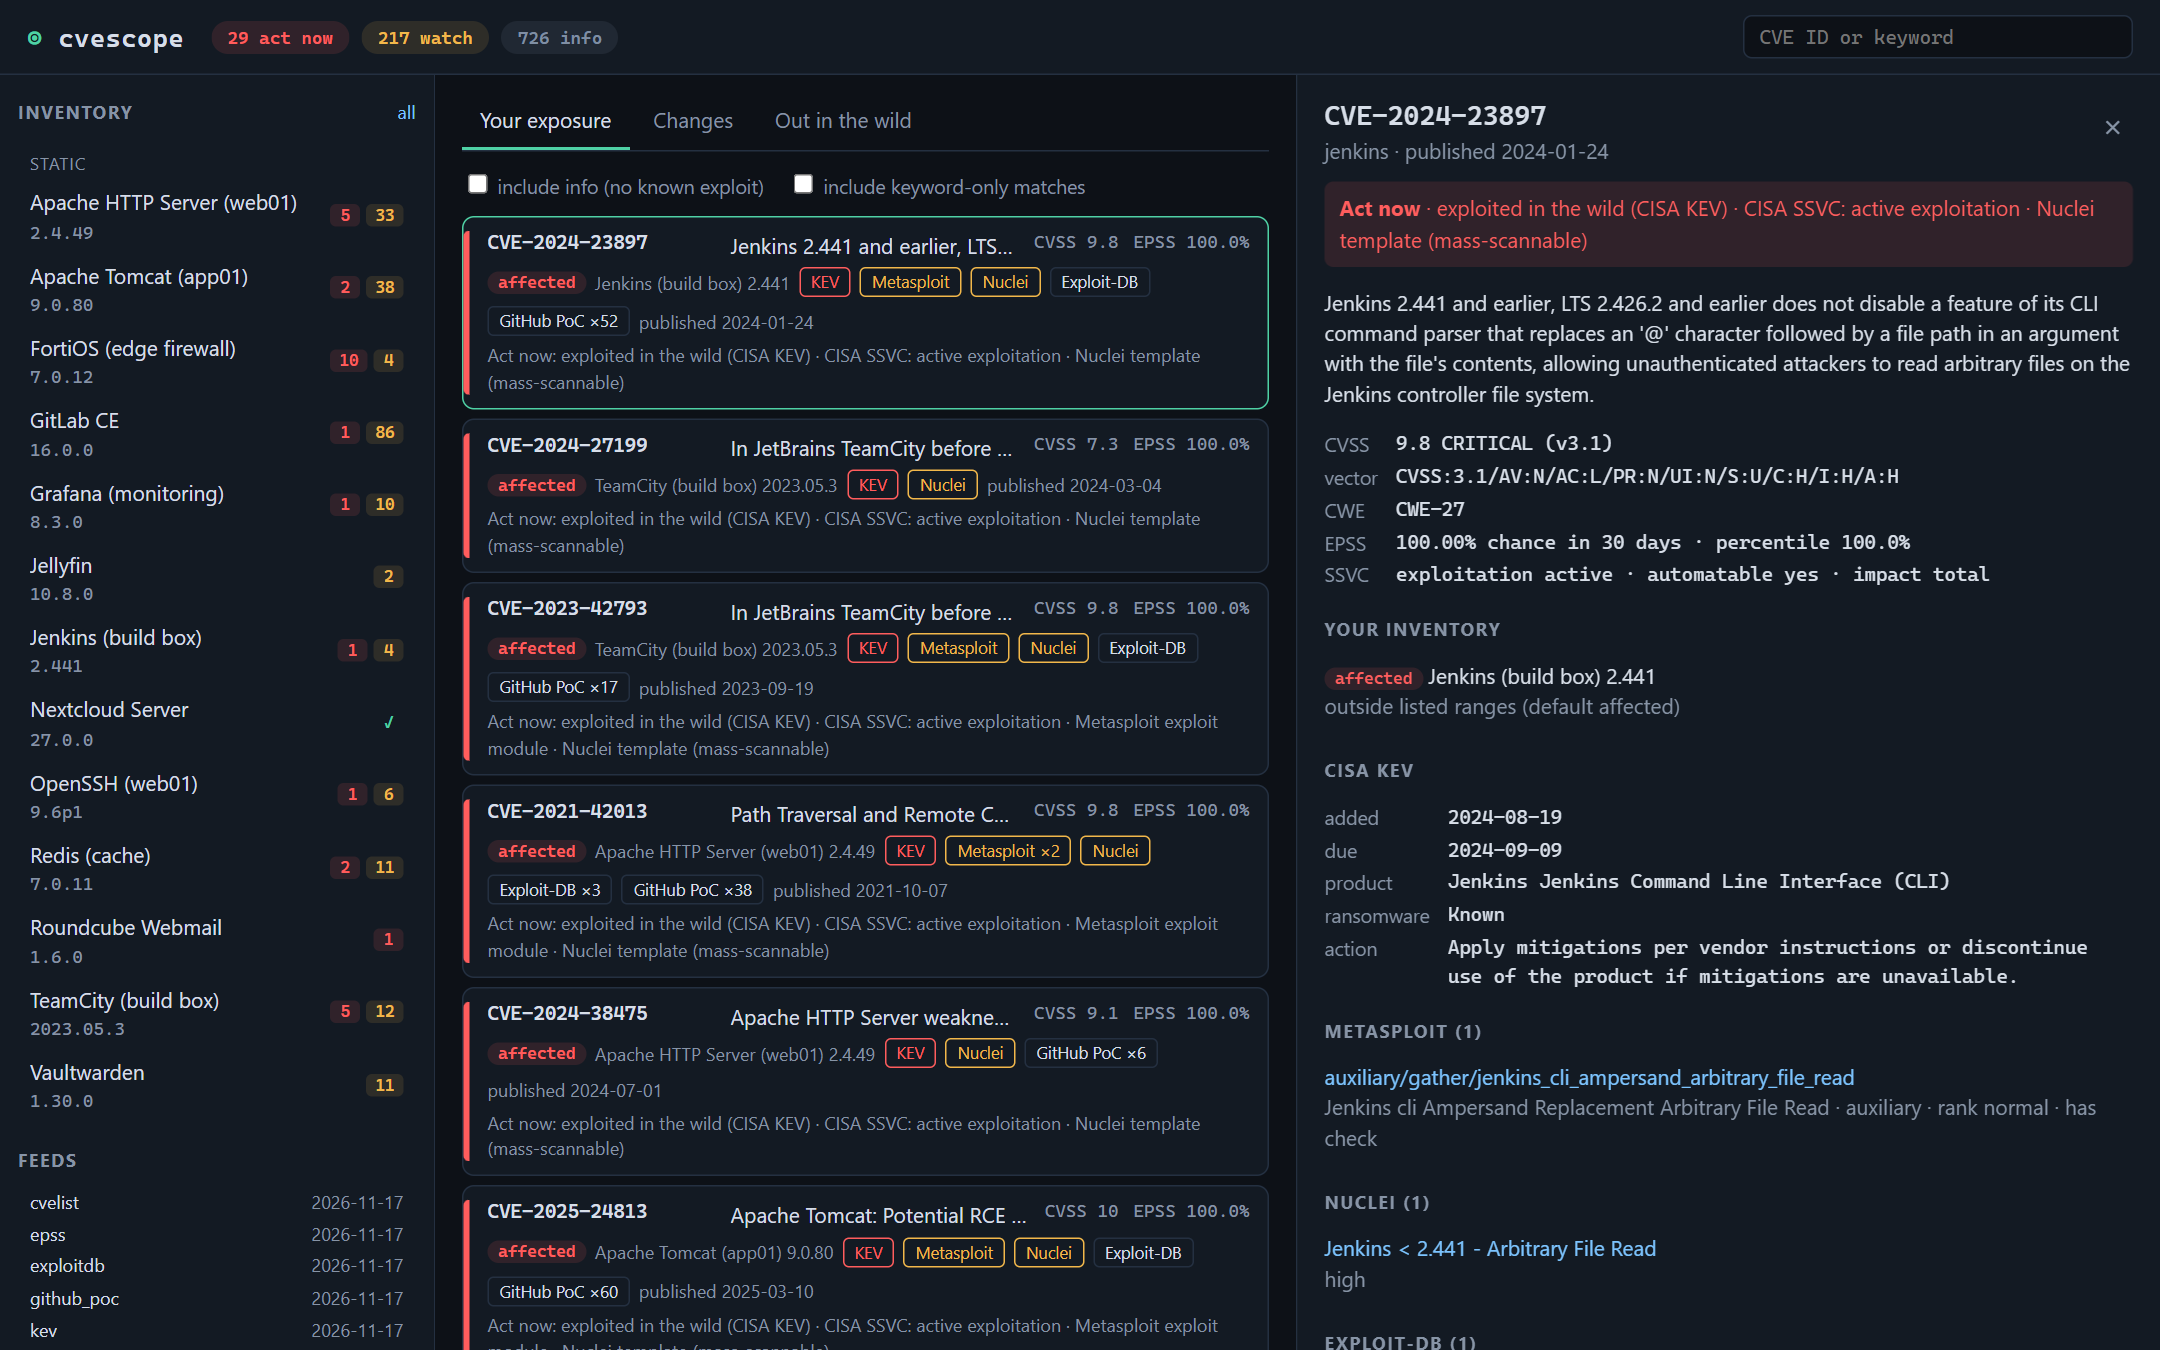 cvescope
29 act now
217 watch
726 info
CVE ID or keyword
INVENTORY
all
STATIC
Apache HTTP Server (web01)
2.4.49
5
33
Apache Tomcat (app01)
9.0.80
2
38
FortiOS (edge firewall)
7.0.12
10
4
GitLab CE
16.0.0
1
86
Grafana (monitoring)
8.3.0
1
10
Jellyfin
10.8.0
2
Jenkins (build box)
2.441
1
4
Nextcloud Server
27.0.0
✓
OpenSSH (web01)
9.6p1
1
6
Redis (cache)
7.0.11
2
11
Roundcube Webmail
1.6.0
1
TeamCity (build box)
2023.05.3
5
12
Vaultwarden
1.30.0
11
FEEDS
cvelist 2026-11-17
epss 2026-11-17
exploitdb 2026-11-17
github_poc 2026-11-17
kev 2026-11-17
Your exposure
Changes
Out in the wild
include info (no known exploit)
include keyword-only matches
CVE-2024-23897 Jenkins 2.441 and earlier, LTS... CVSS 9.8 EPSS 100.0%
affected Jenkins (build box) 2.441 KEV Metasploit Nuclei Exploit-DB
GitHub PoC ×52 published 2024-01-24
Act now: exploited in the wild (CISA KEV) · CISA SSVC: active exploitation · Nuclei template
(mass-scannable)
CVE-2024-27199 In JetBrains TeamCity before ... CVSS 7.3 EPSS 100.0%
affected TeamCity (build box) 2023.05.3 KEV Nuclei published 2024-03-04
Act now: exploited in the wild (CISA KEV) · CISA SSVC: active exploitation · Nuclei template
(mass-scannable)
CVE-2023-42793 In JetBrains TeamCity before ... CVSS 9.8 EPSS 100.0%
affected TeamCity (build box) 2023.05.3 KEV Metasploit Nuclei Exploit-DB
GitHub PoC ×17 published 2023-09-19
Act now: exploited in the wild (CISA KEV) · CISA SSVC: active exploitation · Metasploit exploit
module · Nuclei template (mass-scannable)
CVE-2021-42013 Path Traversal and Remote C... CVSS 9.8 EPSS 100.0%
affected Apache HTTP Server (web01) 2.4.49 KEV Metasploit ×2 Nuclei
Exploit-DB ×3 GitHub PoC ×38 published 2021-10-07
Act now: exploited in the wild (CISA KEV) · CISA SSVC: active exploitation · Metasploit exploit
module · Nuclei template (mass-scannable)
CVE-2024-38475 Apache HTTP Server weakne... CVSS 9.1 EPSS 100.0%
affected Apache HTTP Server (web01) 2.4.49 KEV Nuclei GitHub PoC ×6
published 2024-07-01
Act now: exploited in the wild (CISA KEV) · CISA SSVC: active exploitation · Nuclei template
(mass-scannable)
CVE-2025-24813 Apache Tomcat: Potential RCE ... CVSS 10 EPSS 100.0%
affected Apache Tomcat (app01) 9.0.80 KEV Metasploit Nuclei Exploit-DB
GitHub PoC ×60 published 2025-03-10
Act now: exploited in the wild (CISA KEV) · CISA SSVC: active exploitation · Metasploit exploit
module · Nuclei template (mass-scannable)
CVE-2024-23897
×
jenkins · published 2024-01-24
Act now · exploited in the wild (CISA KEV) · CISA SSVC: active exploitation · Nuclei
template (mass-scannable)
Jenkins 2.441 and earlier, LTS 2.426.2 and earlier does not disable a feature of its CLI
command parser that replaces an '@' character followed by a file path in an argument
with the file's contents, allowing unauthenticated attackers to read arbitrary files on the
Jenkins controller file system.
CVSS 9.8 CRITICAL (v3.1)
vector CVSS:3.1/AV:N/AC:L/PR:N/UI:N/S:U/C:H/I:H/A:H
CWE CWE-27
EPSS 100.00% chance in 30 days · percentile 100.0%
SSVC exploitation active · automatable yes · impact total
YOUR INVENTORY
affected Jenkins (build box) 2.441
outside listed ranges (default affected)
CISA KEV
added 2024-08-19
due 2024-09-09
product Jenkins Jenkins Command Line Interface (CLI)
ransomware Known
action Apply mitigations per vendor instructions or discontinue
use of the product if mitigations are unavailable.
METASPLOIT (1)
auxiliary/gather/jenkins_cli_ampersand_arbitrary_file_read
Jenkins cli Ampersand Replacement Arbitrary File Read · auxiliary · rank normal · has
check
NUCLEI (1)
Jenkins < 2.441 - Arbitrary File Read
high
EXPLOIT-DB (1)